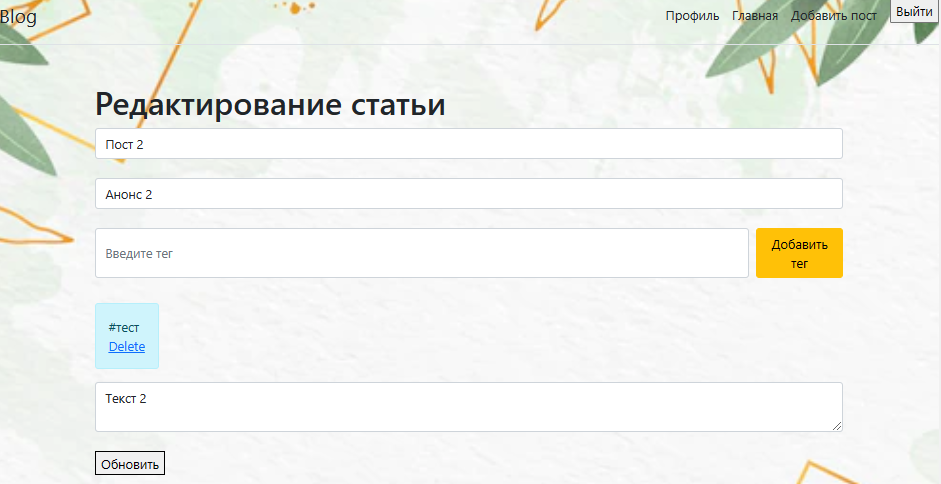 Blog
Профиль Главная Добавить пост Выйти
Редактирование статьи
Пост 2
Анонс 2
Введите тег
Добавить
тег
#тест
Delete
Текст 2
Обновить